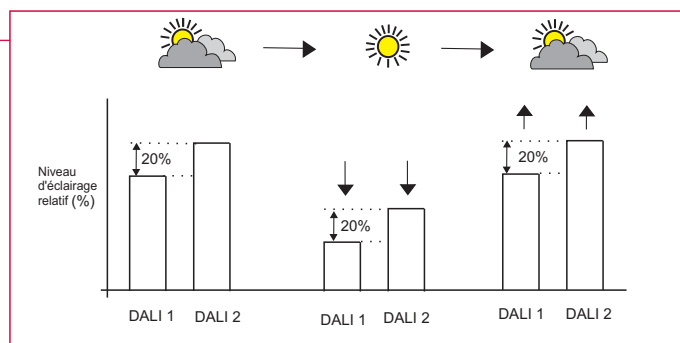 20%
20%
Niveau
d'éclairage
relatif (%)
20%
DALI 1 DALI 2
DALI 1 DALI 2
DALI 1 DALI 2